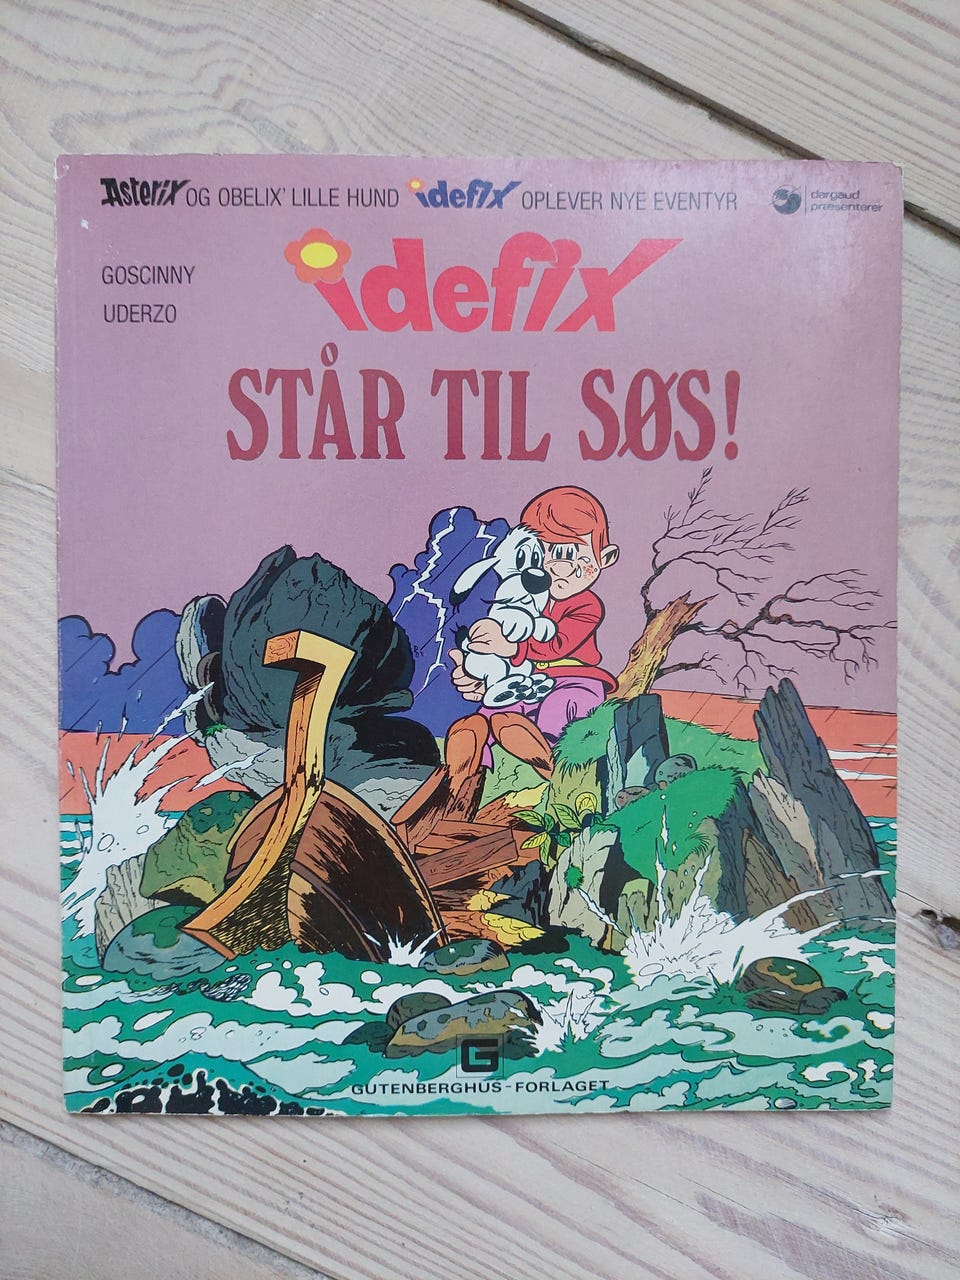 Asterix OG OBELIX' LILLE HUND idefix OPLEVER NYE EVENTYR
dargaud
præsenterer
GOSCINNY
UDERZO
idefix
STÅR TIL SØS!
G
GUTENBERGHUS-FORLAGET